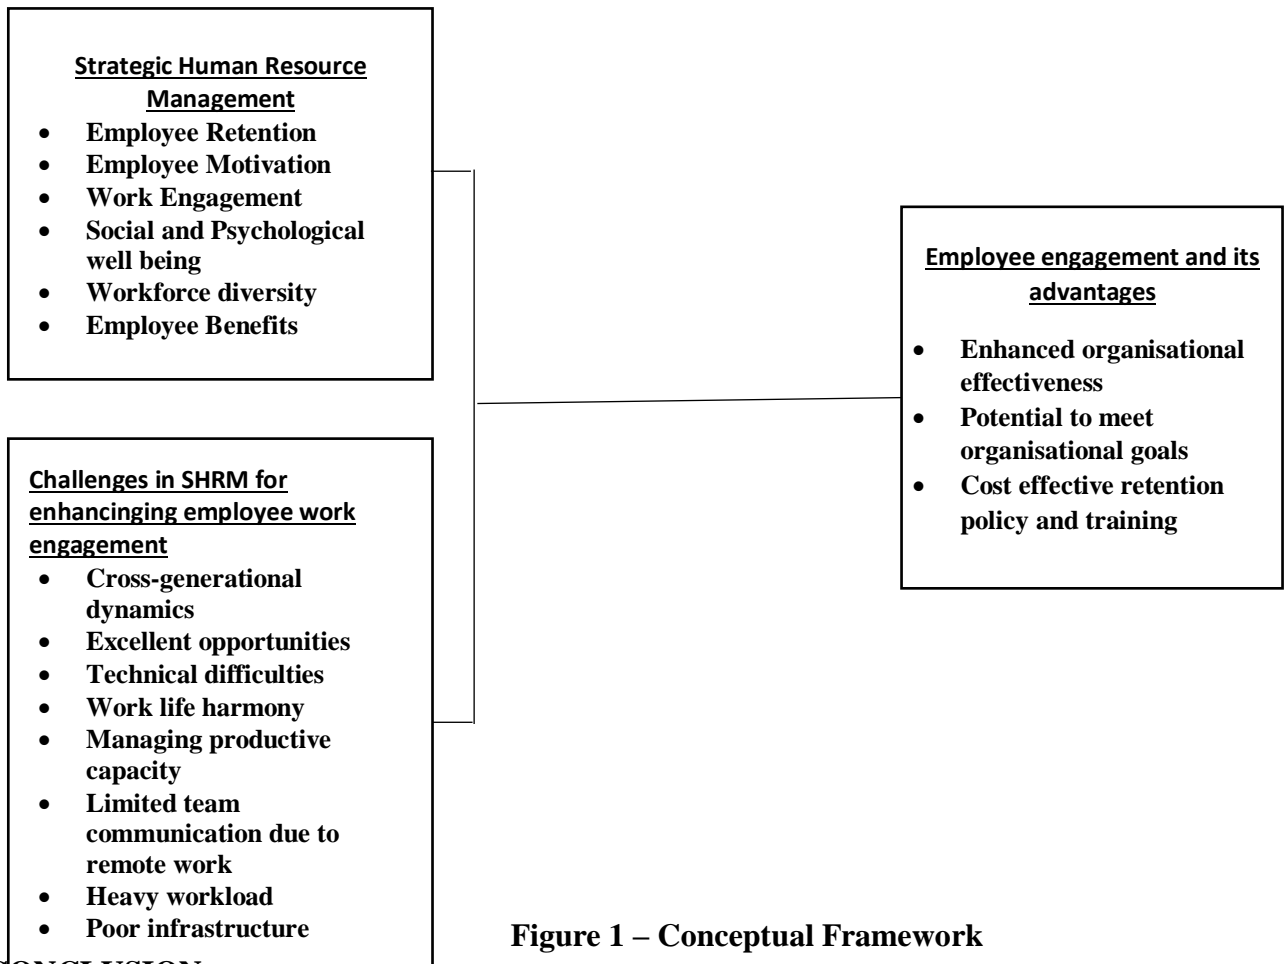 Strategic Human Resource
Management
• Employee Retention
• Employee Motivation
• Work Engagement
• Social and Psychological
well being
• Workforce diversity
• Employee Benefits
Challenges in SHRM for
enhancinging employee work
engagement
• Cross-generational
dynamics
• Excellent opportunities
• Technical difficulties
• Work life harmony
• Managing productive
capacity
• Limited team
communication due to
remote work
• Heavy workload
• Poor infrastructure
Employee engagement and its
advantages
• Enhanced organisational
effectiveness
• Potential to meet
organisational goals
• Cost effective retention
policy and training
Figure 1 – Conceptual Framework